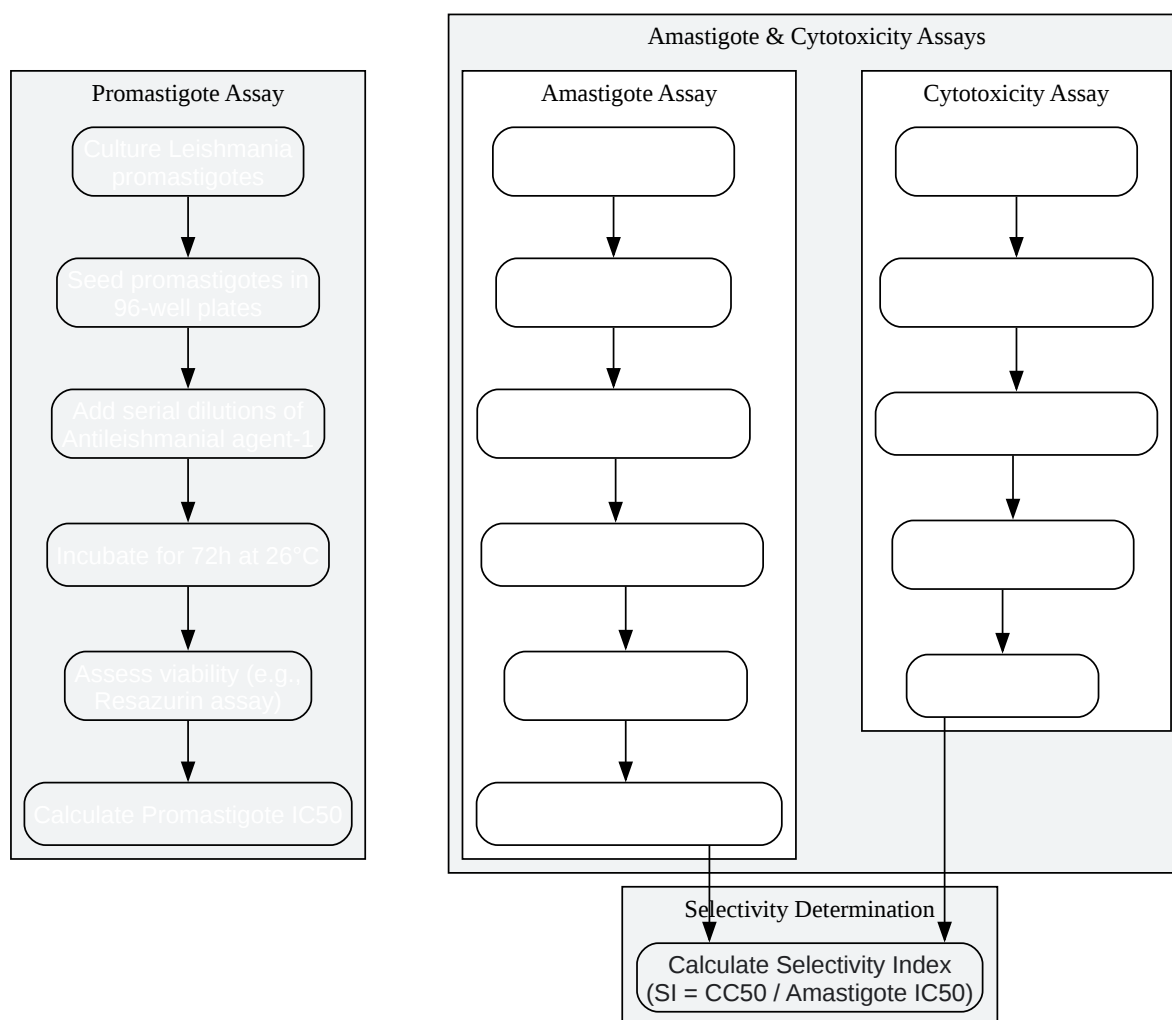 Amastigote & Cytotoxicity Assays
Promastigote Assay
Culture Leishmania
promastigotes
Seed promastigotes in
96-well plates
Add serial dilutions of
Antileishmanial agent-1
Incubate for 72h at 26°C
Assess viability (e.g.,
Resazurin assay)
Calculate Promastigote IC50
Amastigote Assay
Cytotoxicity Assay
Selectivity Determination
Calculate Selectivity Index
(SI = CC50 / Amastigote IC50)